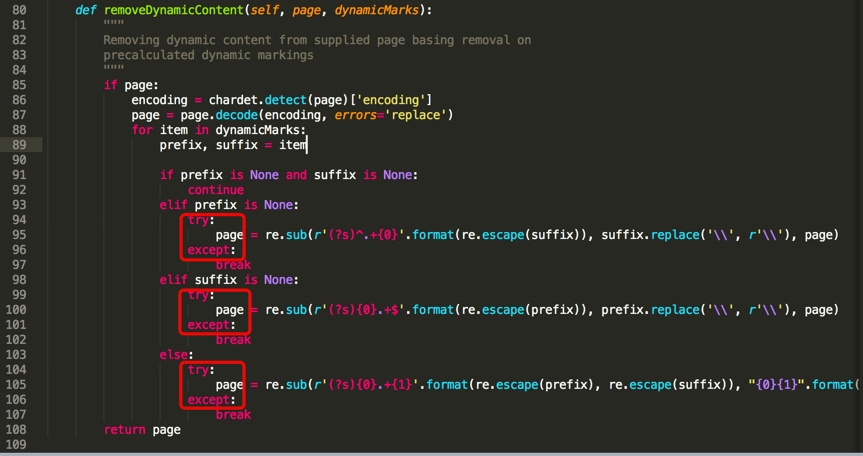 80 def removeDynamicContent(self, page, dynamicMarks):
81 """
82 Removing dynamic content from supplied page basing removal on
83 precalculated dynamic markings
84 """
85 if page:
86 encoding = chardet.detect(page)['encoding']
87 page = page.decode(encoding, errors='replace')
88 for item in dynamicMarks:
89 prefix, suffix = item
90
91 if prefix is None and suffix is None:
92 continue
93 elif prefix is None:
94 try:
95 page = re.sub(r'(?s)^.+{0}'.format(re.escape(suffix)), suffix.replace('\\', r'\\'), page)
96 except:
97 break
98 elif suffix is None:
99 try:
100 page = re.sub(r'(?s){0}.+$'.format(re.escape(prefix)), prefix.replace('\\', r'\\'), page)
101 except:
102 break
103 else:
104 try:
105 page = re.sub(r'(?s){0}.+{1}'.format(re.escape(prefix), re.escape(suffix)), "{0}{1}".format(
106 except:
107 break
108 return page
109